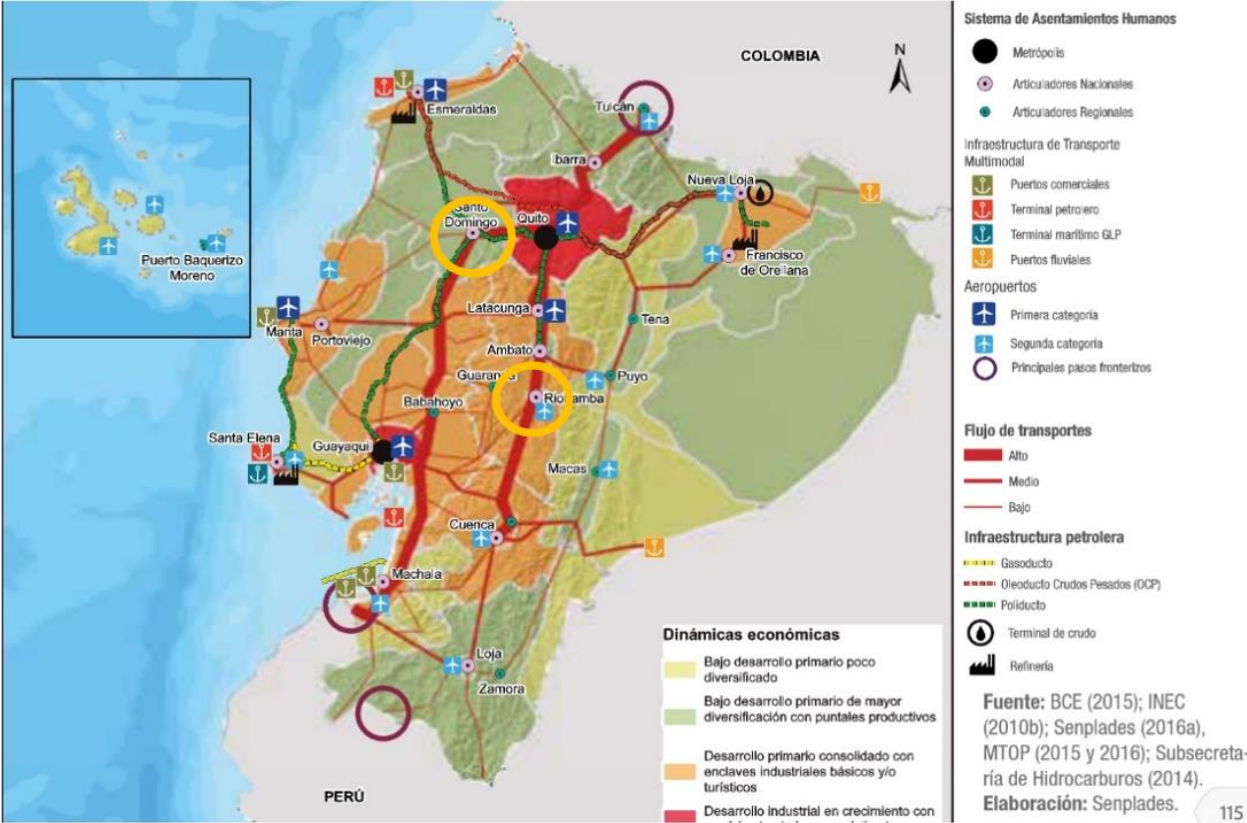 COLOMBIA
N
Esmeraldas
Tulcán
Ibarra
Nueva Loja
Santo
Domingo
Quito
Francisco
de Orellana
Puerto Baquerizo
Moreno
Latacunga
Tena
Manta
Portoviejo
Ambato
Guaranda
Puyo
Riobamba
Babahoyo
Santa Elena
Guayaqui
Macas
Cuenca
Machala
Loja
Zamora
PERÚ
Dinámicas económicas
Bajo desarrollo primario poco
diversificado
Bajo desarrollo primario de mayor
diversificación con puntales productivos
Desarrollo primario consolidado con
enclaves industriales básicos y/o
turísticos
Desarrollo industrial en crecimiento con
Sistema de Asentamientos Humanos
Metrópolis
Articuladores Nacionales
Articuladores Regionales
Infraestructura de Transporte
Multimodal
Puertos comerciales
Terminal petrolero
Terminal marítimo GLP
Puertos fluviales
Aeropuertos
Primera categoría
Segunda categoría
Principales pasos fronterizos
Flujo de transportes
Alto
Medio
Bajo
Infraestructura petrolera
Gasoducto
Oleoducto Crudos Pesados (OCP)
Poliducto
Terminal de crudo
Refinería
Fuente: BCE (2015); INEC
(2010b); Senplades (2016a),
MTOP (2015 y 2016); Subsecreta-
ría de Hidrocarburos (2014).
Elaboración: Senplades.
115